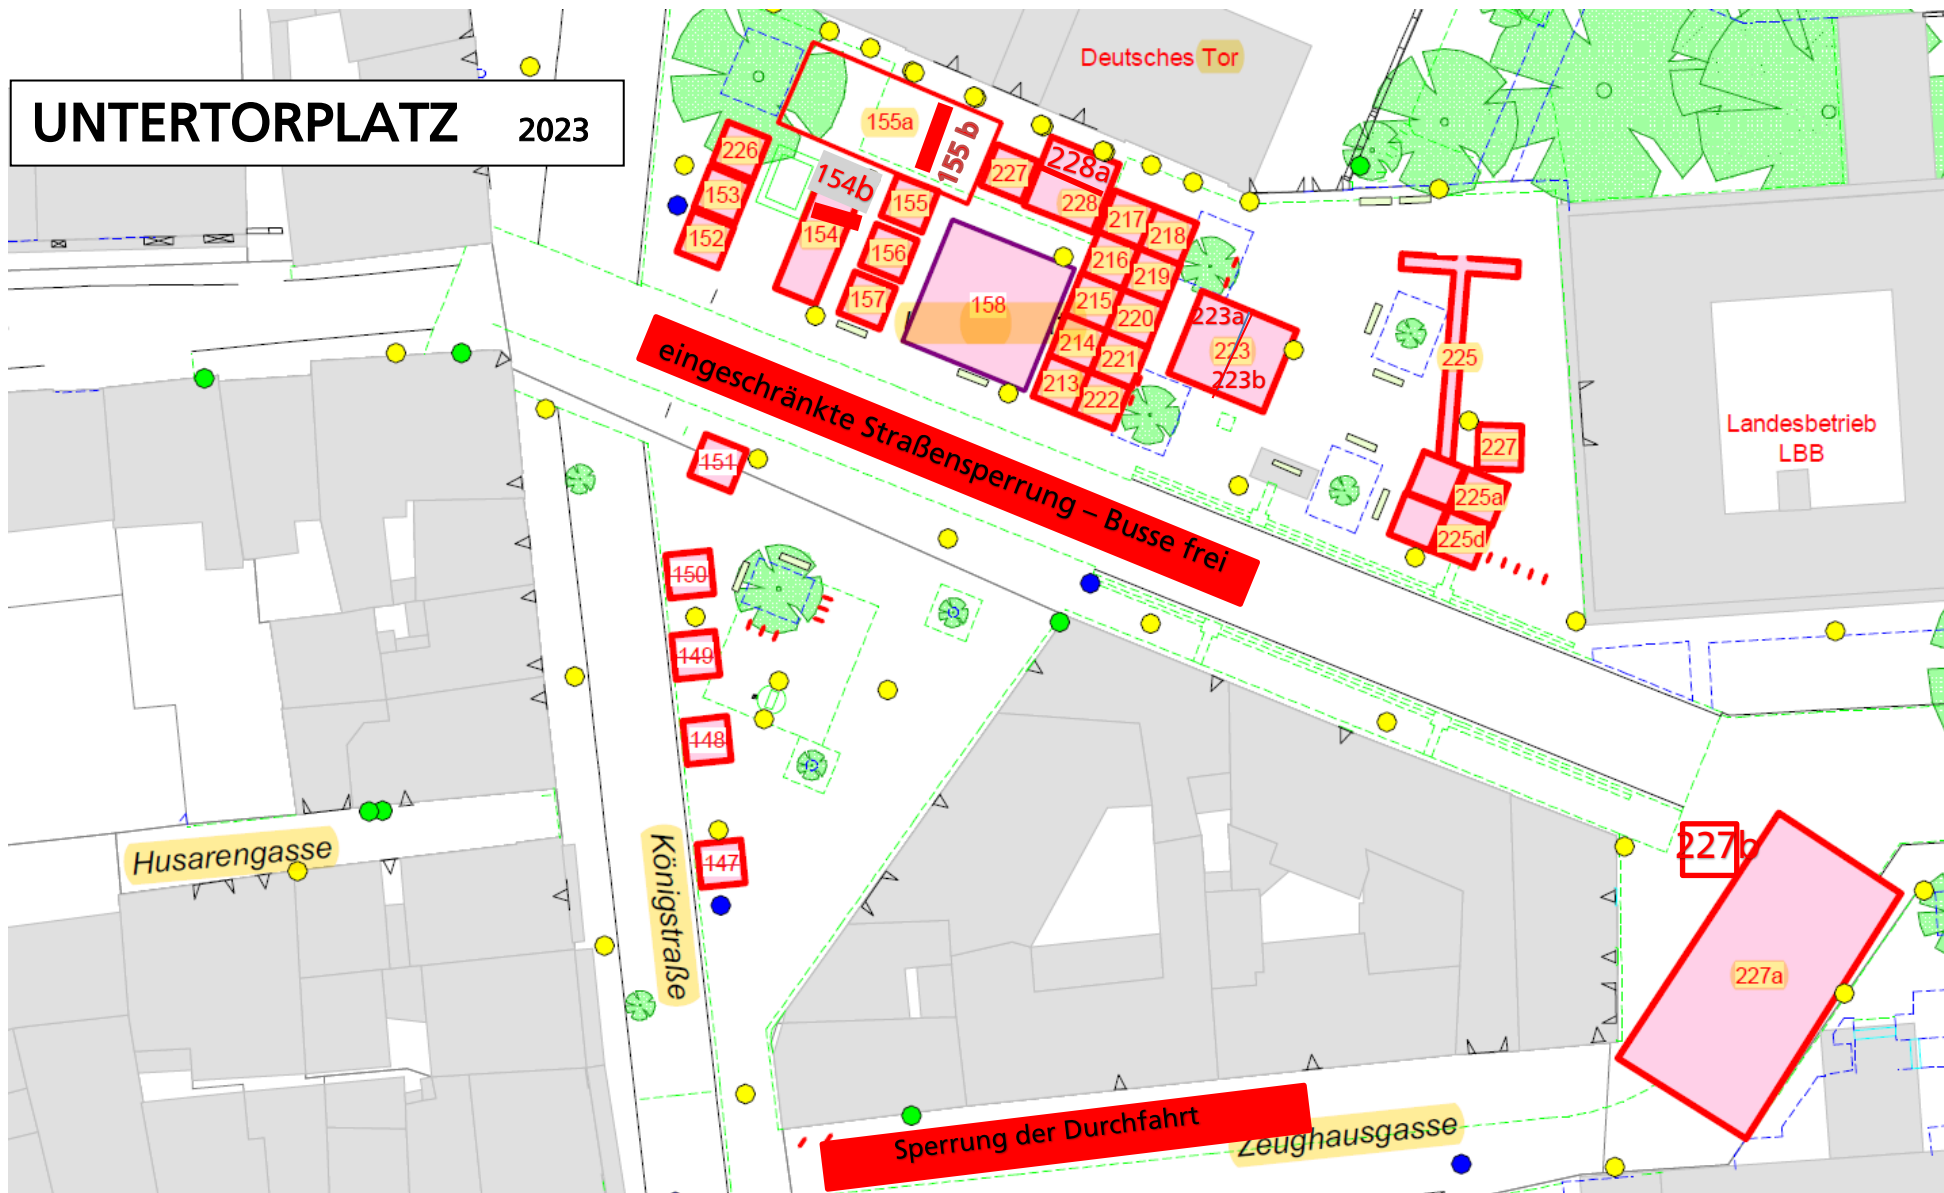 UNTERTORPLATZ 2023
Deutsches Tor
155a
155 b
226
154b
153
155
152
154
156
157
158
227
228a
228
217
218
216
219
215
220
214
221
213
222
223a
223
223b
225
227
225a
225d
Landesbetrieb
LBB
eingeschränkte Straßensperrung – Busse frei
151
150
149
148
147
Husarengasse
Königstraße
227b
227a
Sperrung der Durchfahrt
Zeughausgasse